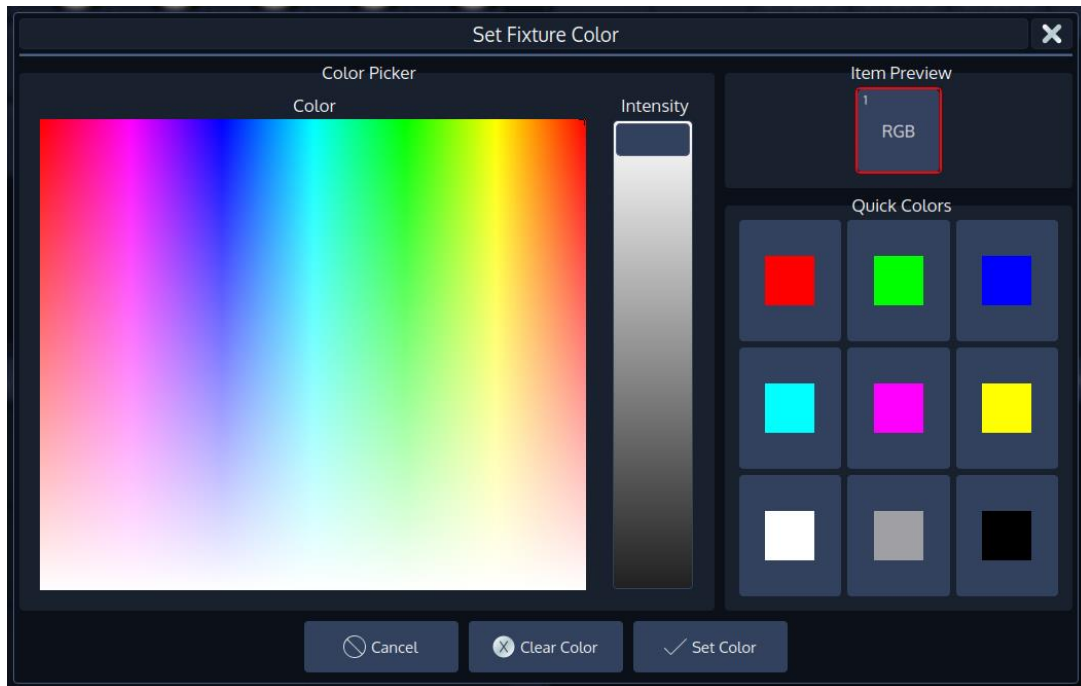 Set Fixture Color
Color Picker
Color
Intensity
Item Preview
1
RGB
Quick Colors
X
Cancel
Clear Color
Set Color